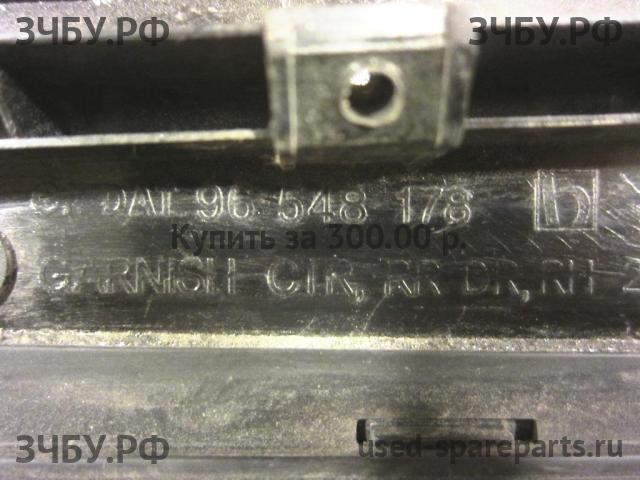 ЗЧБУ.РФ ЗЧБУ.РФ
DAT 96 548 178 h
Купить за 300.00 р.
GARNISH-CTR, RR DR, RH
ЗЧБУ.РФ used-spareparts.ru